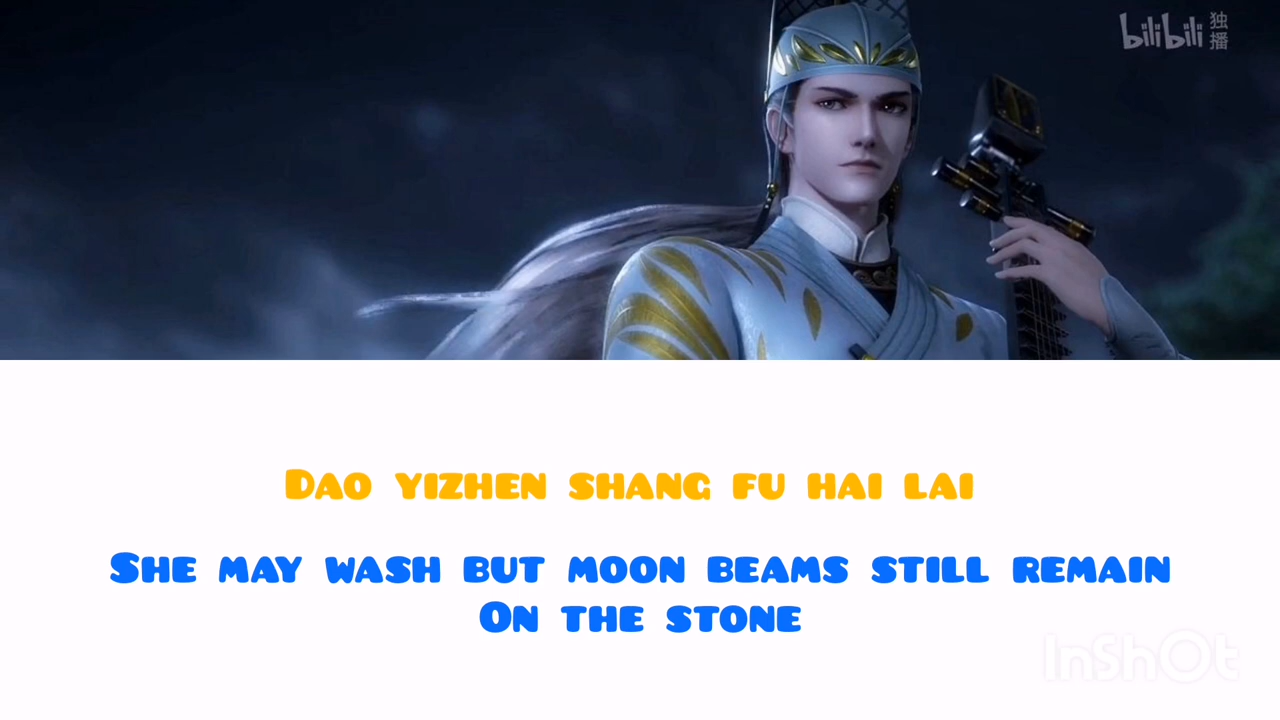 bilibili 独播
Dao yizhen shang fu hai lai
She may wash but moon beams still remain
On the stone
InShOt